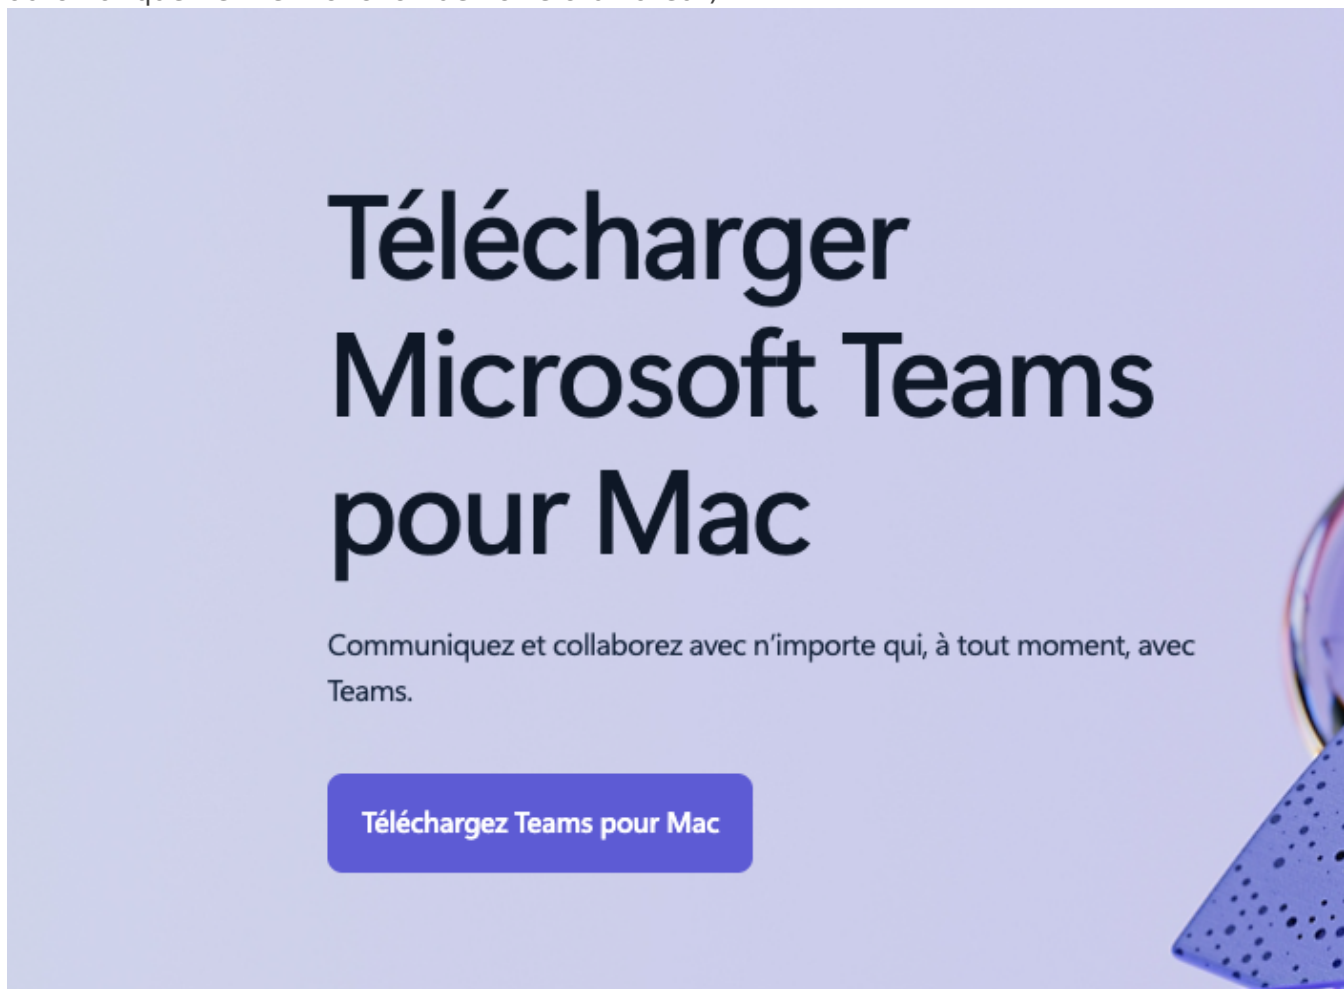 Télécharger
Microsoft Teams
pour Mac
Communiquez et collaborez avec n’importe qui, à tout moment, avec
Teams.
Téléchargez Teams pour Mac